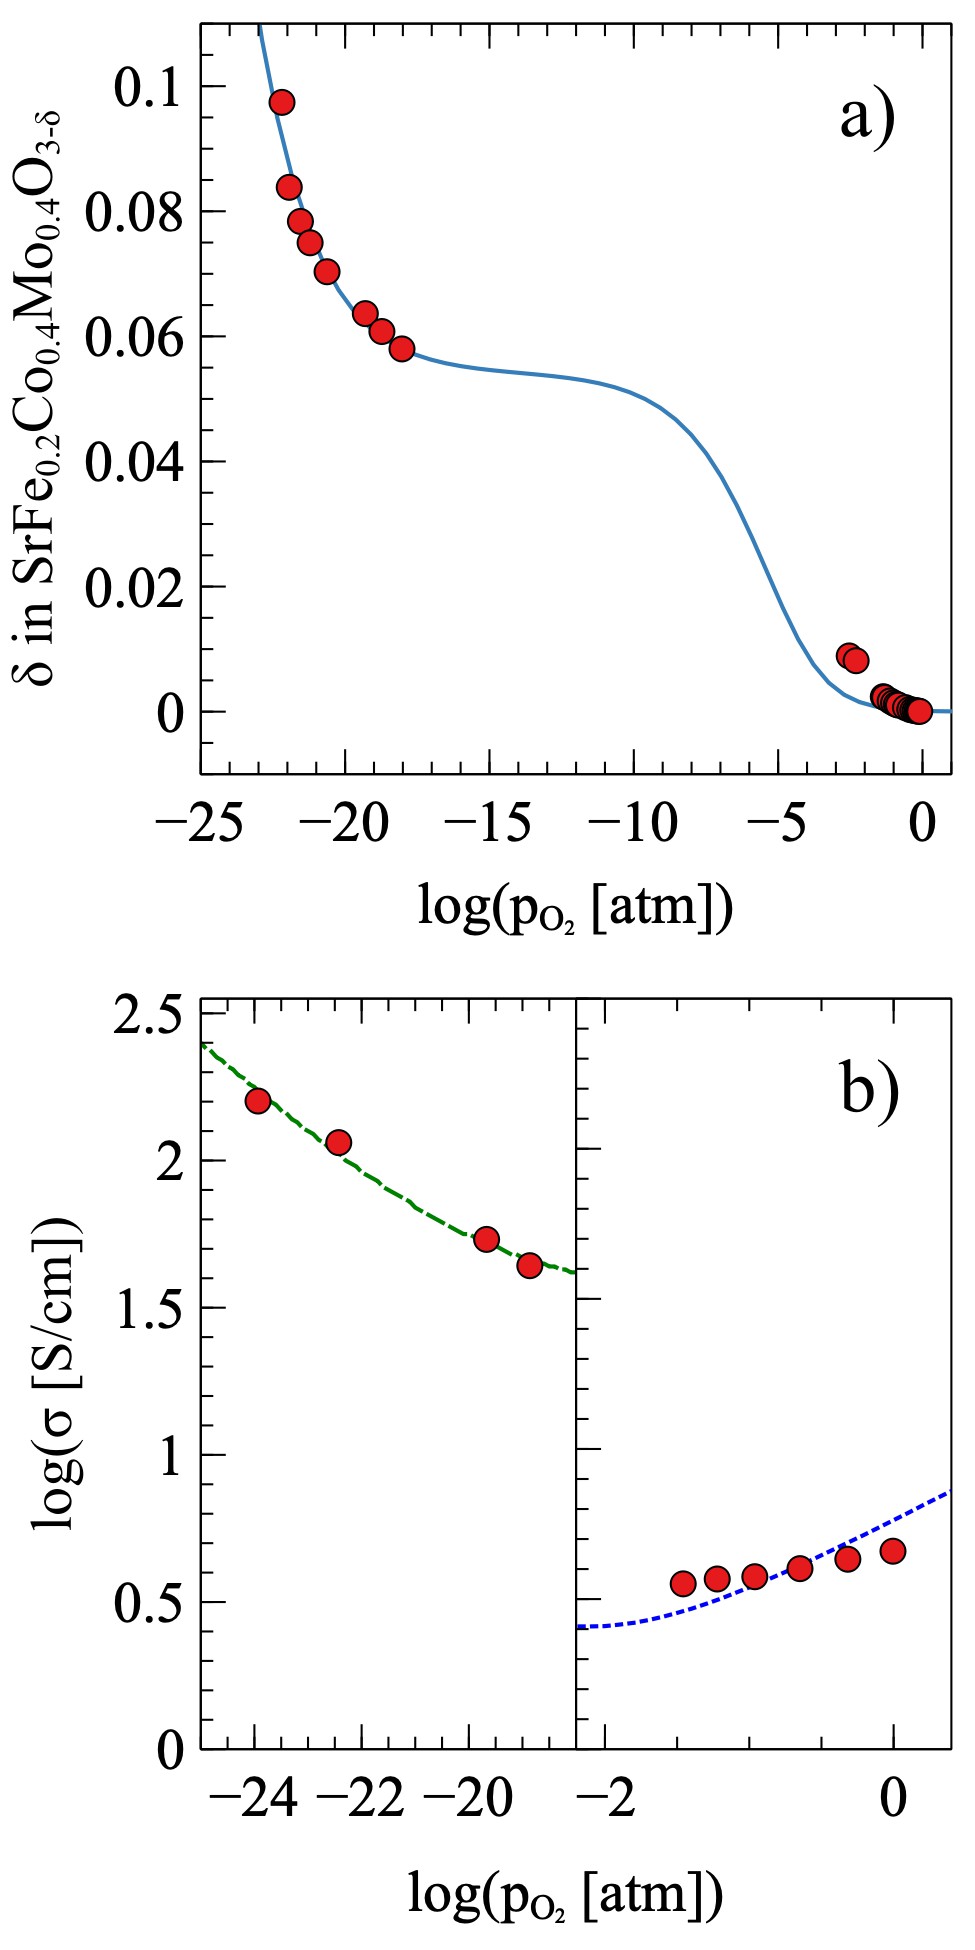 a)
δ in SrFe0.2Co0.4Mo0.4O3-δ
0.1
0.08
0.06
0.04
0.02
0
−25 −20 −15 −10 −5 0
log(pO2 [atm])
b)
log(σ [S/cm])
2.5
2
1.5
1
0.5
0
−24 −22 −20 −2 0
log(pO2 [atm])